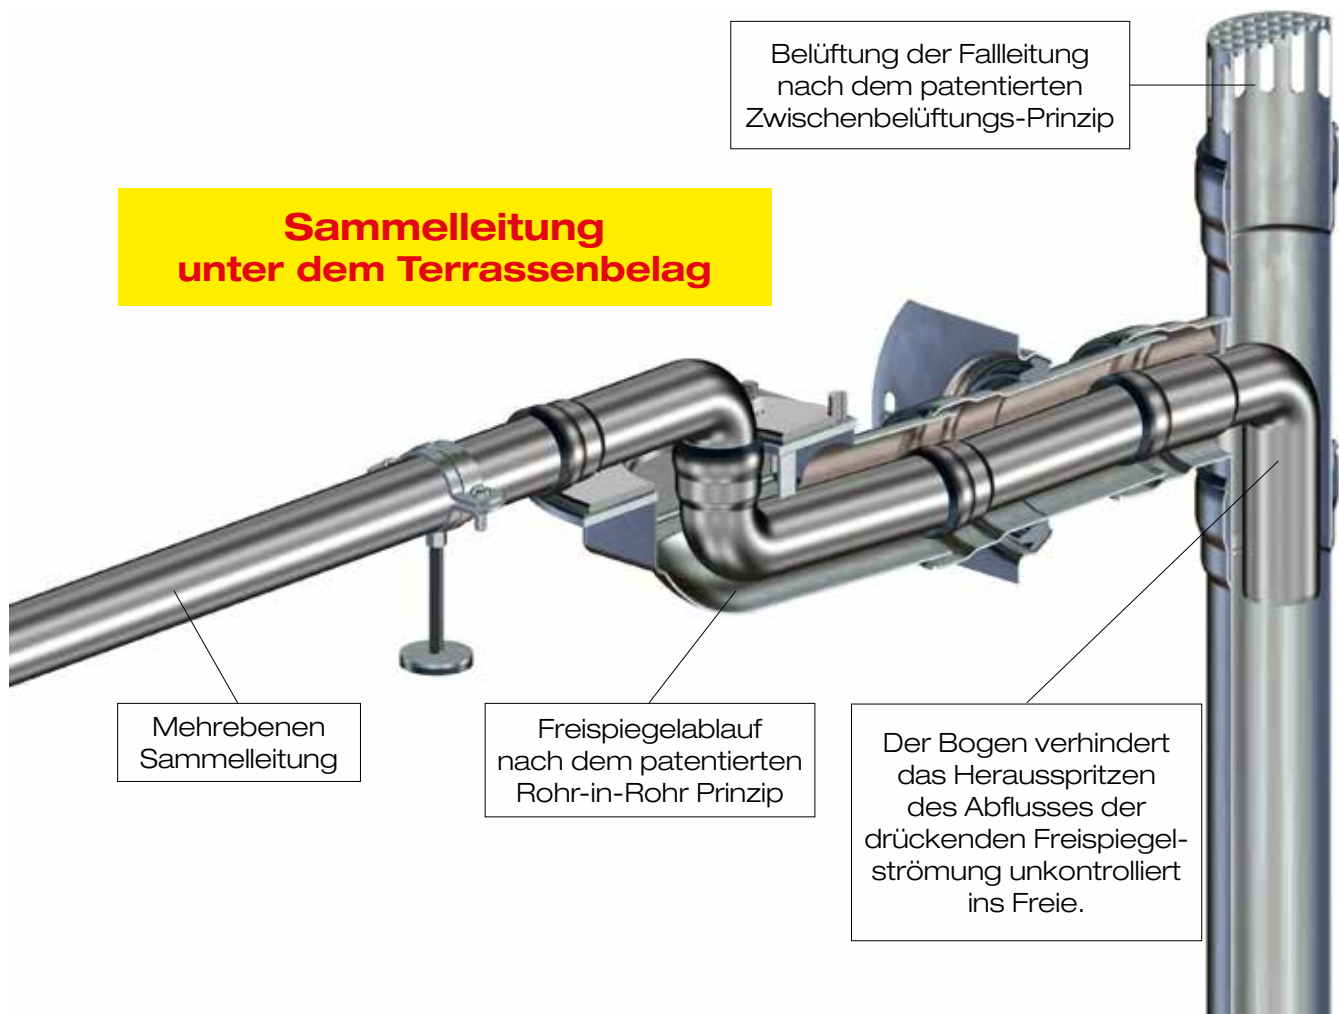 Belüftung der Fallleitung
nach dem patentierten
Zwischenbelüftungs-Prinzip
Sammelleitung
unter dem Terrassenbelag
Mehrebenen
Sammelleitung
Freispiegelablauf
nach dem patentierten
Rohr-in-Rohr Prinzip
Der Bogen verhindert
das Herausspritzen
des Abflusses der
drückenden Freispiegel-
strömung unkontrolliert
ins Freie.